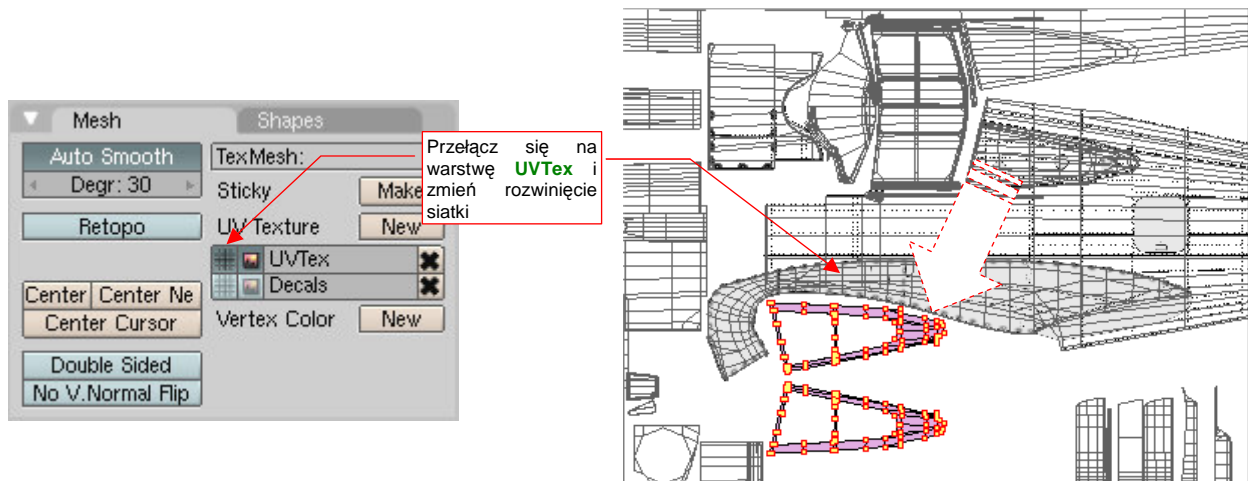 Mesh
Shapes
Auto Smooth
TexMesh:
Degr: 30
Sticky
Make
Retopo
UV Texture
New
UVTex
Decals
Center
Center Ne
Center Cursor
Vertex Color
New
Double Sided
No V.Normal Flip
Przełącz się na
warstwę UVTex i
zmień rozwinięcie
siatki